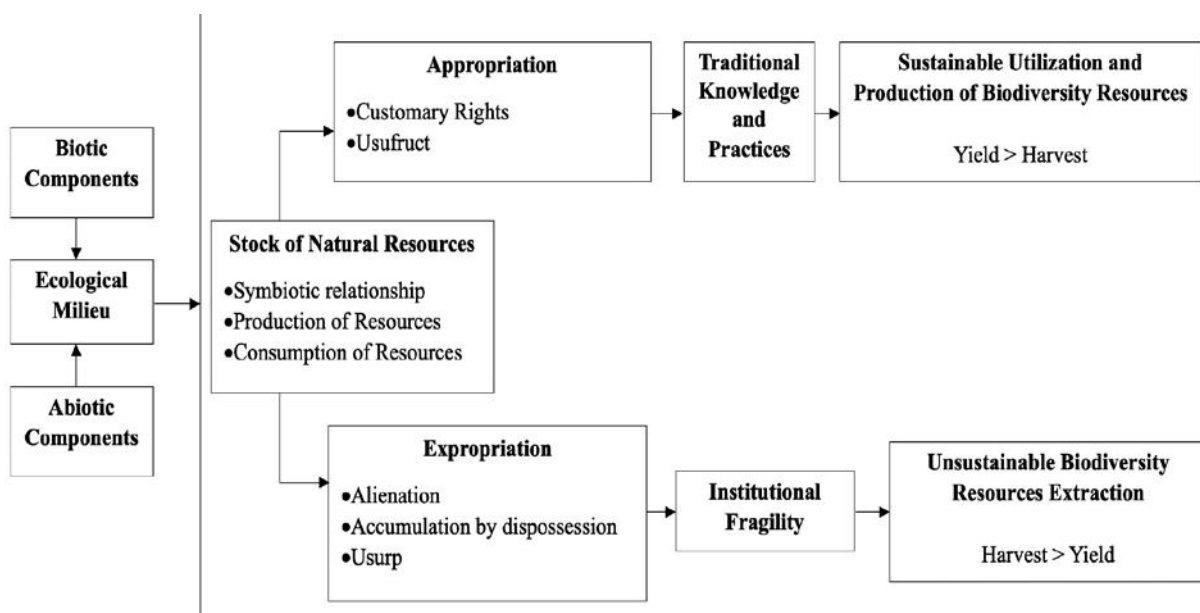 Biotic
Components
Ecological
Milieu
Abiotic
Components
Stock of Natural Resources
•Symbiotic relationship
•Production of Resources
•Consumption of Resources
Appropriation
•Customary Rights
•Usufruct
Traditional
Knowledge
and
Practices
Sustainable Utilization and
Production of Biodiversity Resources
Yield > Harvest
Expropriation
•Alienation
•Accumulation by dispossession
•Usurp
Institutional
Fragility
Unsustainable Biodiversity
Resources Extraction
Harvest > Yield